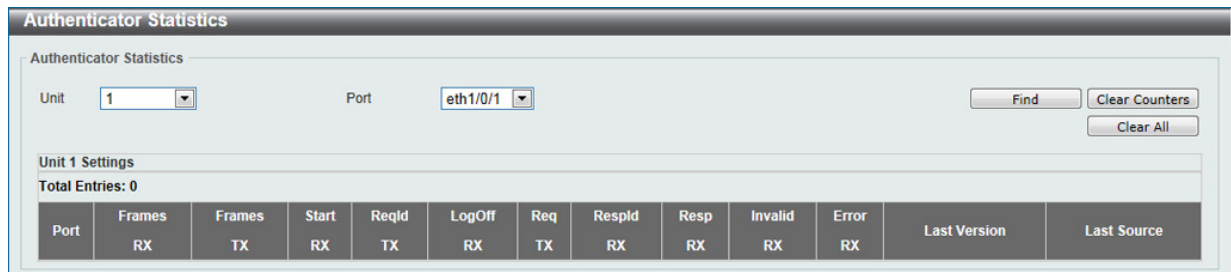 Authenticator Statistics
Authenticator Statistics
Unit 1 Port eth1/0/1 Find Clear Counters
Clear All
Unit 1 Settings
Total Entries: 0
Port Frames RX Frames TX Start RX ReqId TX LogOff RX Req TX RespId RX Resp RX Invalid RX Error RX Last Version Last Source